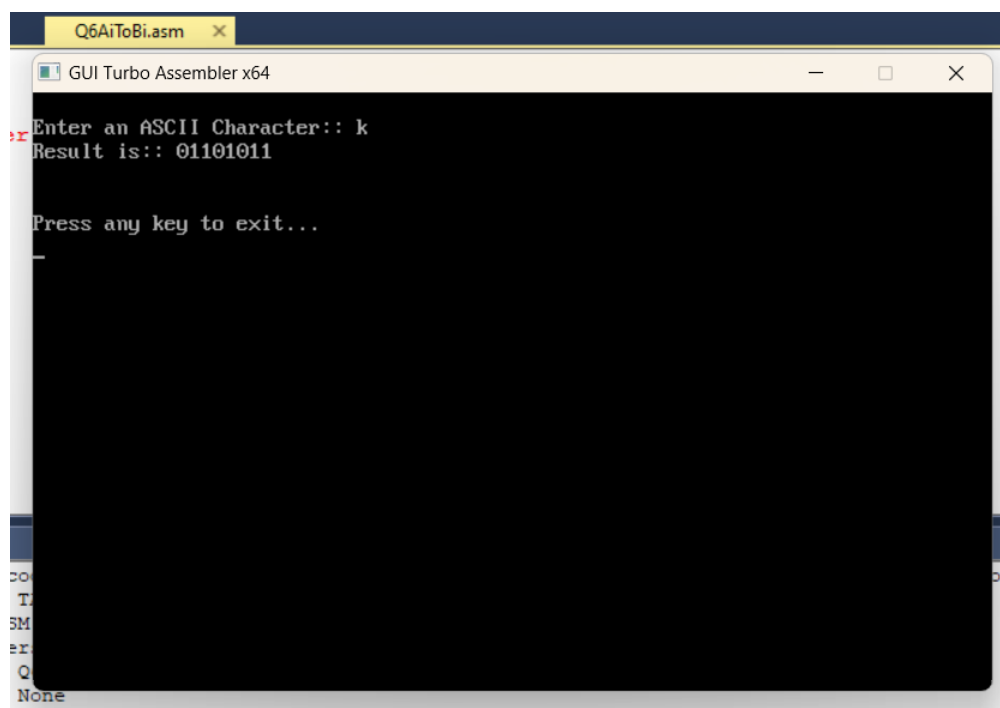 Q6AiToBi.asm
GUI Turbo Assembler x64
Enter an ASCII Character:: k
Result is:: 01101011
Press any key to exit...
None